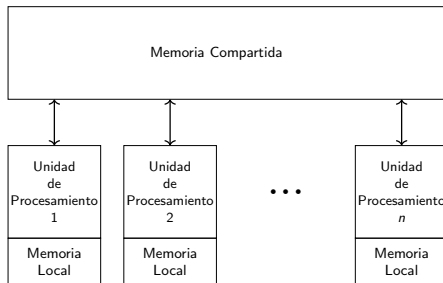 Memoria Compartida
Unidad
de
Procesamiento
1
Memoria
Local
Unidad
de
Procesamiento
2
Memoria
Local
...
Unidad
de
Procesamiento
n
Memoria
Local